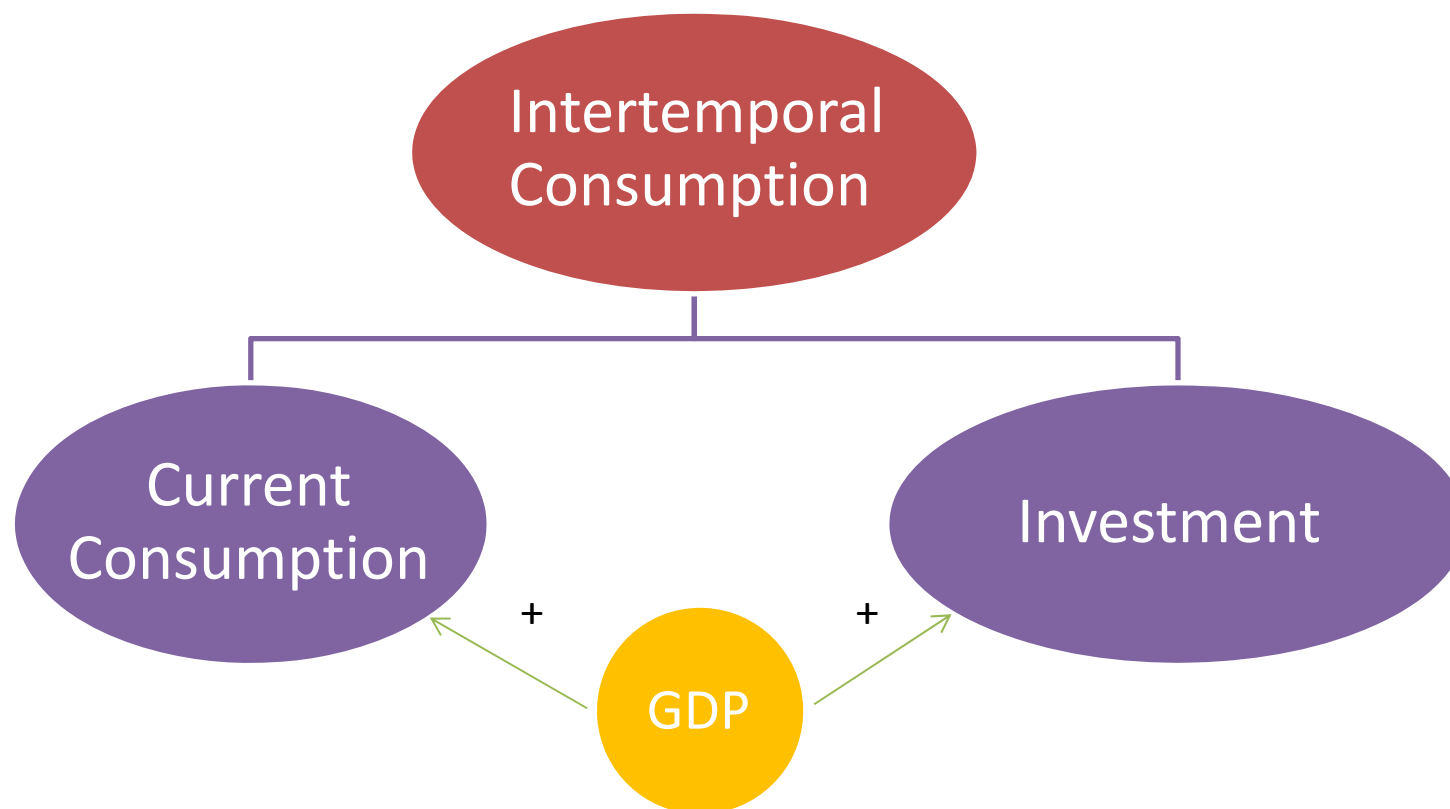 Intertemporal
Consumption
Current
Consumption
Investment
+
+
GDP